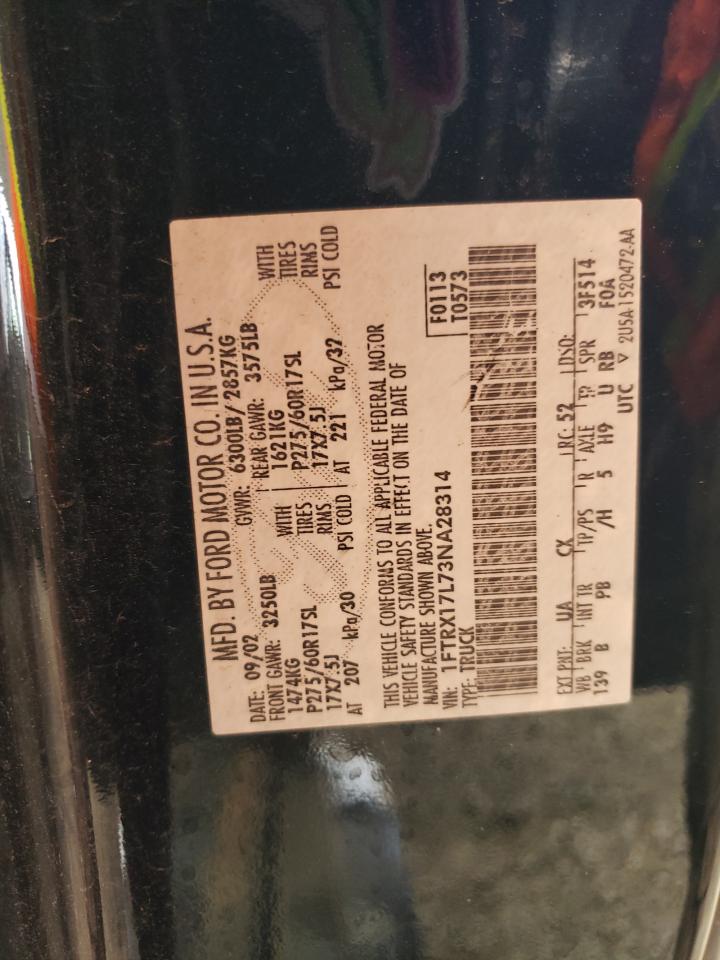 MFD. BY FORD MOTOR CO. IN U.S.A.
DATE: 09/02 GVWR: 6300LB/ 2857KG
FRONT GAWR: 3250LB REAR GAWR: 3575LB
1474KG WITH 1621KG WITH
P275/60R17SL TIRES P275/60R17SL TIRES
17X7.5J RIMS 17X7.5J RIMS
AT 207 kPa/30 PSI COLD AT 221 kPa/32 PSI COLD
THIS VEHICLE CONFORMS TO ALL APPLICABLE FEDERAL MOTOR
VEHICLE SAFETY STANDARDS IN EFFECT ON THE DATE OF
MANUFACTURE SHOWN ABOVE.
VIN: 1FTRX17L73NA28314 F0113
TYPE: TRUCK T0573
EXT PNT: UA CX RC: 52 DSO:
WB BRK INT TR TP/PS R AXLE TP SPR 3F514
139 B PB /H 5 H9 U RB F0A
UTC ▽ 2U5A-1520472-AA